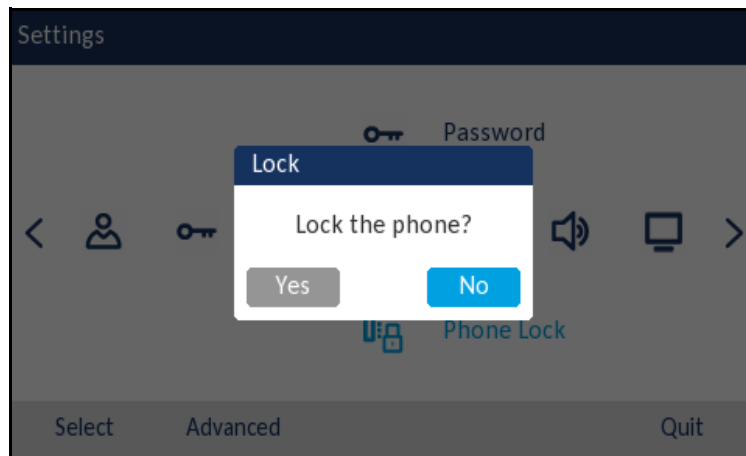 Settings
Password
Lock
Lock the phone?
Yes No
Phone Lock
Select Advanced Quit